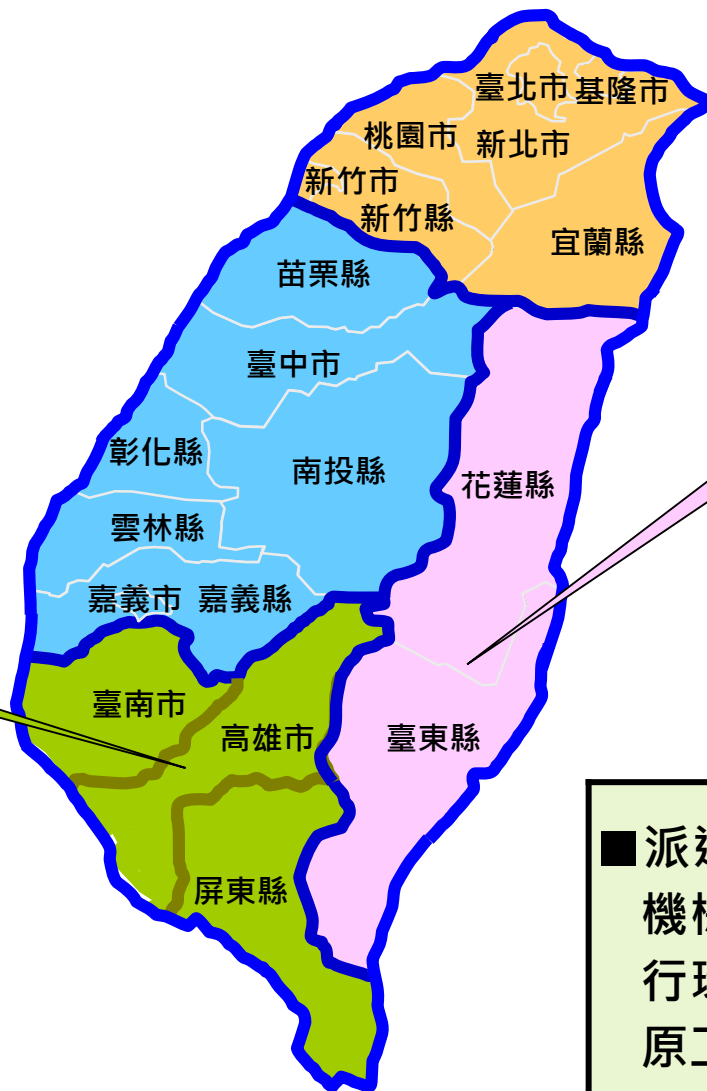 臺北市
基隆市
桃園市
新北市
新竹市
新竹縣
宜蘭縣
苗栗縣
臺中市
彰化縣
南投縣
花蓮縣
雲林縣
嘉義市
嘉義縣
臺南市
高雄市
臺東縣
屏東縣
■派
機
行
原